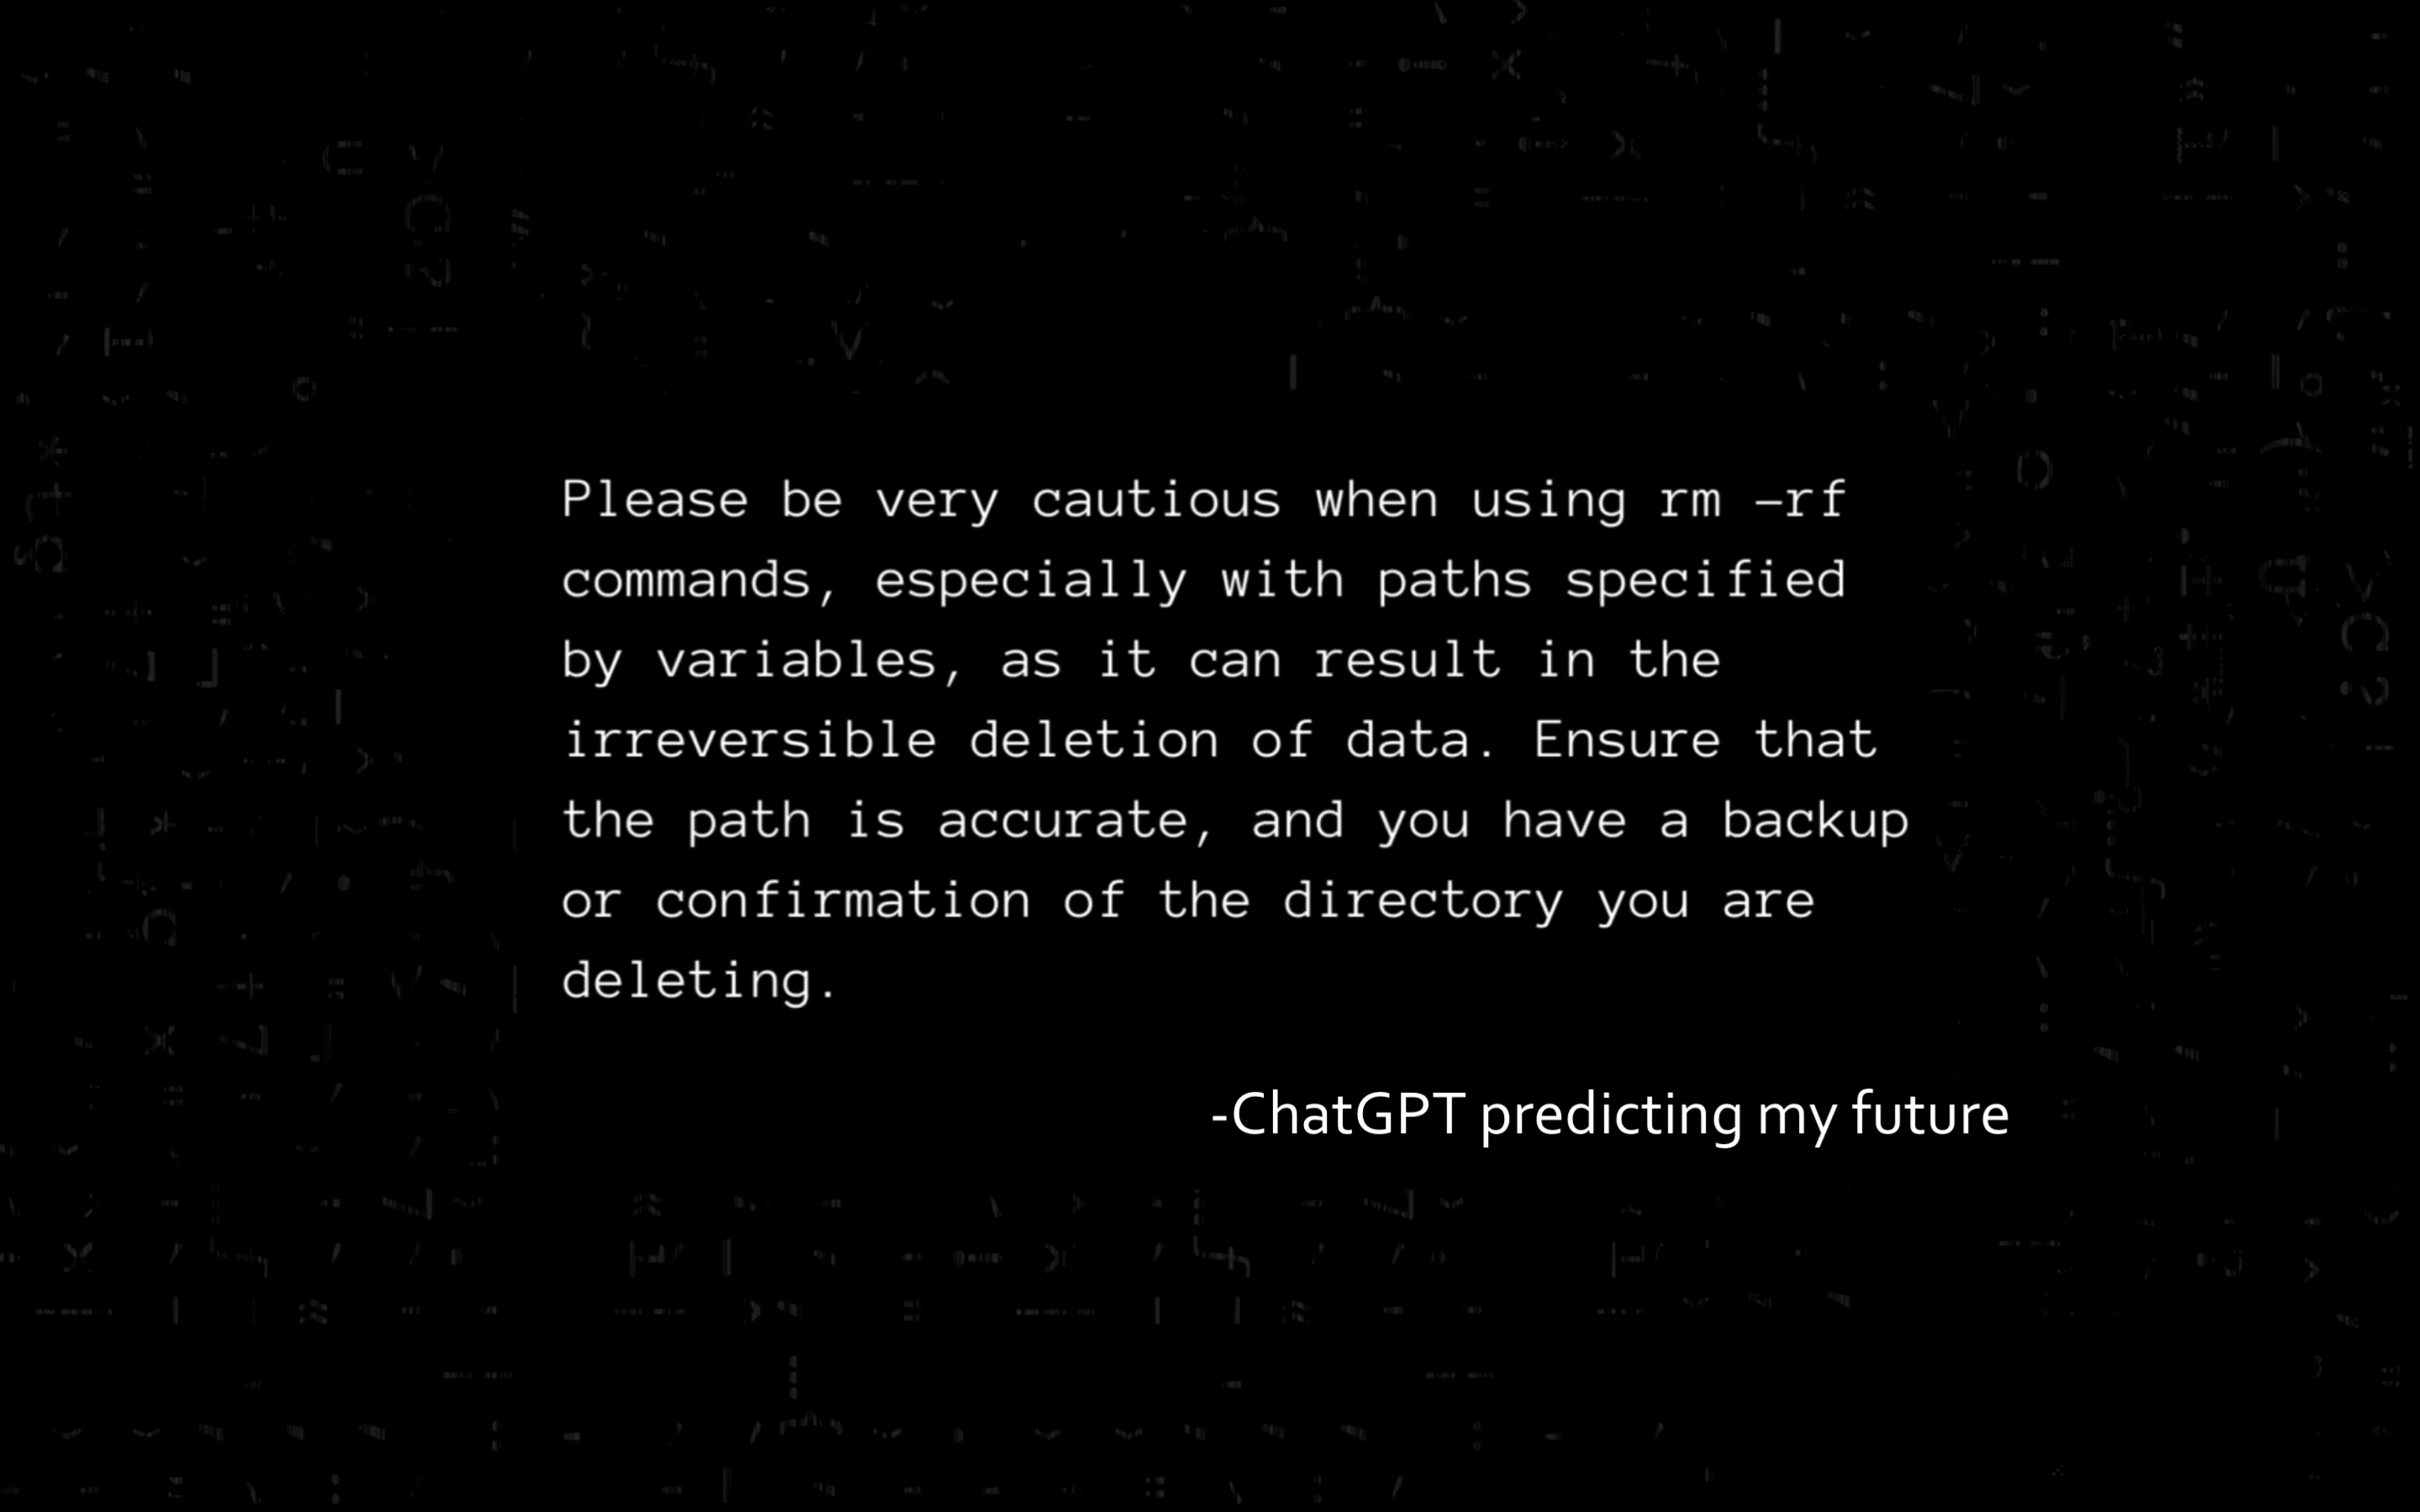 Please be very cautious when using rm -rf
commands, especially with paths specified
by variables, as it can result in the
irreversible deletion of data. Ensure that
the path is accurate, and you have a backup
or confirmation of the directory you are
deleting.
-ChatGPT predicting my future